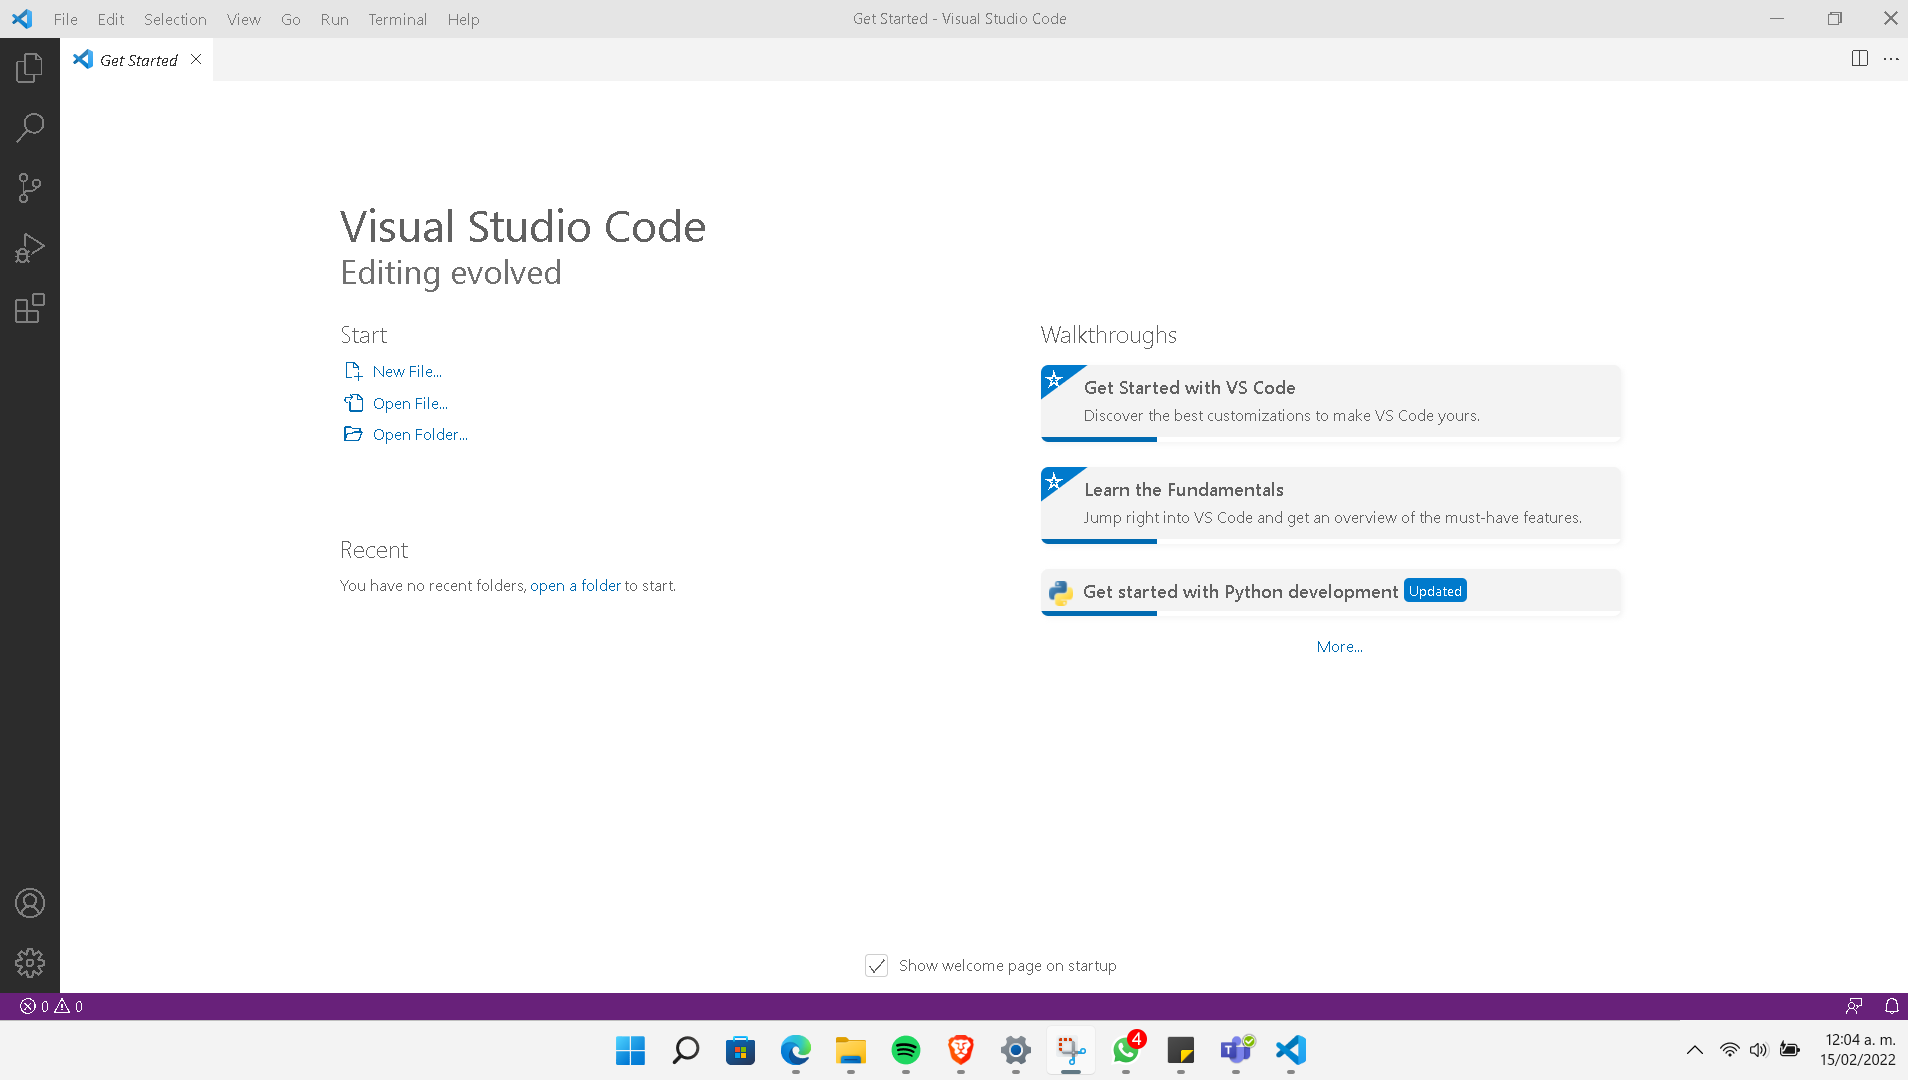 File Edit Selection View Go Run Terminal Help
Get Started - Visual Studio Code
Get Started
Visual Studio Code
Editing evolved
Start
New File...
Open File...
Open Folder...
Recent
You have no recent folders, open a folder to start.
Walkthroughs
Get Started with VS Code
Discover the best customizations to make VS Code yours.
Learn the Fundamentals
Jump right into VS Code and get an overview of the must-have features.
Get started with Python development Updated
More...
Show welcome page on startup
0 0
4
T
12:04 a. m.
15/02/2022